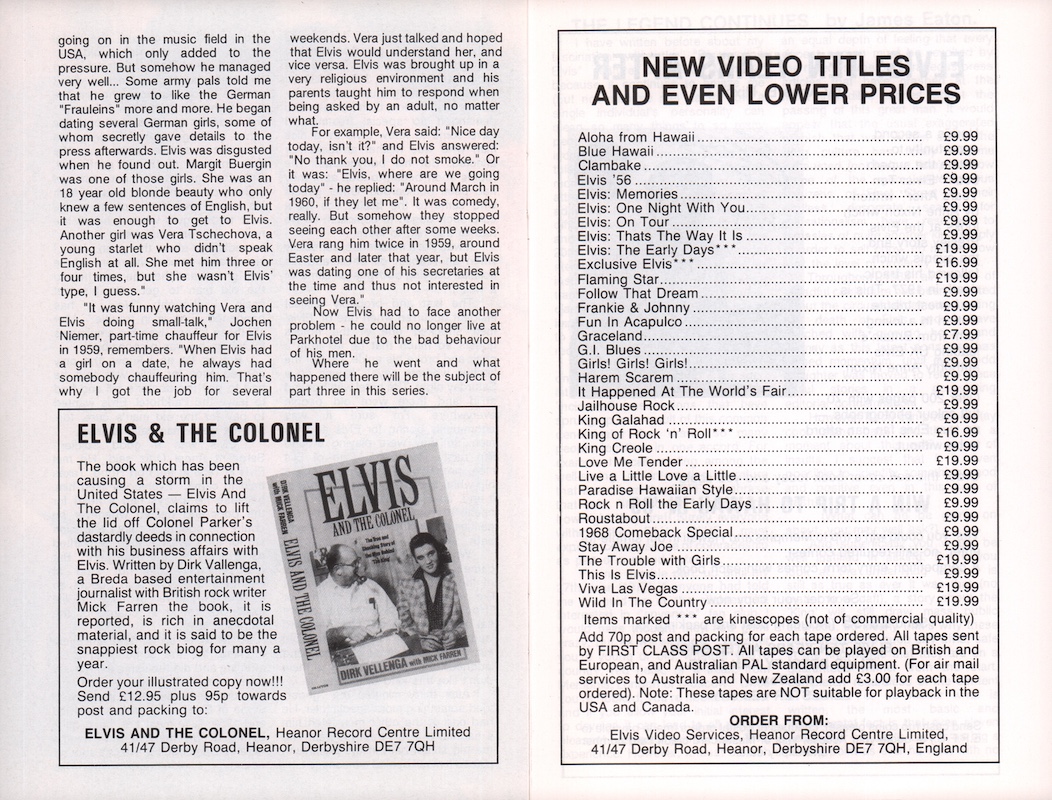 going on in the music field in the
USA, which only added to the
pressure. But somehow he managed
very well... Some army pals told me
that he grew to like the German
"Frauleins" more and more. He began
dating several German girls, some of
whom secretly gave details to the
press afterwards. Elvis was disgusted
when he found out. Margit Buergin
was one of those girls. She was an
18 year old blonde beauty who only
knew a few sentences of English, but
it was enough to get to Elvis.
Another girl was Vera Tschechova, a
young starlet who didn't speak
English at all. She met him three or
four times, but she wasn't Elvis'
type, I guess."
"It was funny watching Vera and
Elvis doing small-talk," Jochen
Niemer, part-time chauffeur for Elvis
in 1959, remembers. "When Elvis had
a girl on a date, he always had
somebody chauffeuring him. That's
why I got the job for several
weekends. Vera just talked and hoped
that Elvis would understand her, and
vice versa. Elvis was brought up in a
very religious environment and his
parents taught him to respond when
being asked by an adult, no matter
what.
For example, Vera said: "Nice day
today, isn't it?" and Elvis answered:
"No thank you, I do not smoke." Or
it was: "Elvis, where are we going
today" - he replied: "Around March in
1960, if they let me". It was comedy,
really. But somehow they stopped
seeing each other after some weeks.
Vera rang him twice in 1959, around
Easter and later that year, but Elvis
was dating one of his secretaries at
the time and thus not interested in
seeing Vera."
Now Elvis had to face another
problem - he could no longer live at
Parkhotel due to the bad behaviour
of his men.
Where he went and what
happened there will be the subject of
part three in this series.
ELVIS & THE COLONEL
The book which has been
causing a storm in the
United States — Elvis And
The Colonel, claims to lift
the lid off Colonel Parker's
dastardly deeds in connection
with his business affairs with
Elvis. Written by Dirk Vallenga,
a Breda based entertainment
journalist with British rock writer
Mick Farren the book, it is
reported, is rich in anecdotal
material, and it is said to be the
snappiest rock biog for many a
year.
Order your illustrated copy now!!!
Send £12.95 plus 95p towards
post and packing to:
ELVIS AND THE COLONEL, Heanor Record Centre Limited
41/47 Derby Road, Heanor, Derbyshire DE7 7QH
DIRK VELLENGA
with MICK FARREN
ELVIS AND THE COLONEL
ELVIS
AND THE COLONEL
The True and
Shocking Story of
the Man Behind
The King
DIRK VELLENGA with MICK FARREN
NEW VIDEO TITLES
AND EVEN LOWER PRICES
Aloha from Hawaii £9.99
Blue Hawaii £9.99
Clambake £9.99
Elvis '56 £9.99
Elvis: Memories £9.99
Elvis: One Night With You £9.99
Elvis: On Tour £9.99
Elvis: Thats The Way It Is £9.99
Elvis: The Early Days*** £19.99
Exclusive Elvis*** £16.99
Flaming Star £19.99
Follow That Dream £9.99
Frankie & Johnny £9.99
Fun In Acapulco £9.99
Graceland £7.99
G.I. Blues £9.99
Girls! Girls! Girls! £9.99
Harem Scarem £9.99
It Happened At The World's Fair £19.99
Jailhouse Rock £9.99
King Galahad £9.99
King of Rock 'n' Roll*** £16.99
King Creole £9.99
Love Me Tender £19.99
Live a Little Love a Little £9.99
Paradise Hawaiian Style £9.99
Rock n Roll the Early Days £9.99
Roustabout £9.99
1968 Comeback Special £9.99
Stay Away Joe £9.99
The Trouble with Girls £19.99
This Is Elvis £9.99
Viva Las Vegas £19.99
Wild In The Country £19.99
Items marked *** are kinescopes (not of commercial quality)
Add 70p post and packing for each tape ordered. All tapes sent
by FIRST CLASS POST. All tapes can be played on British and
European, and Australian PAL standard equipment. (For air mail
services to Australia and New Zealand add £3.00 for each tape
ordered). Note: These tapes are NOT suitable for playback in the
USA and Canada.
ORDER FROM:
Elvis Video Services, Heanor Record Centre Limited,
41/47 Derby Road, Heanor, Derbyshire DE7 7QH, England